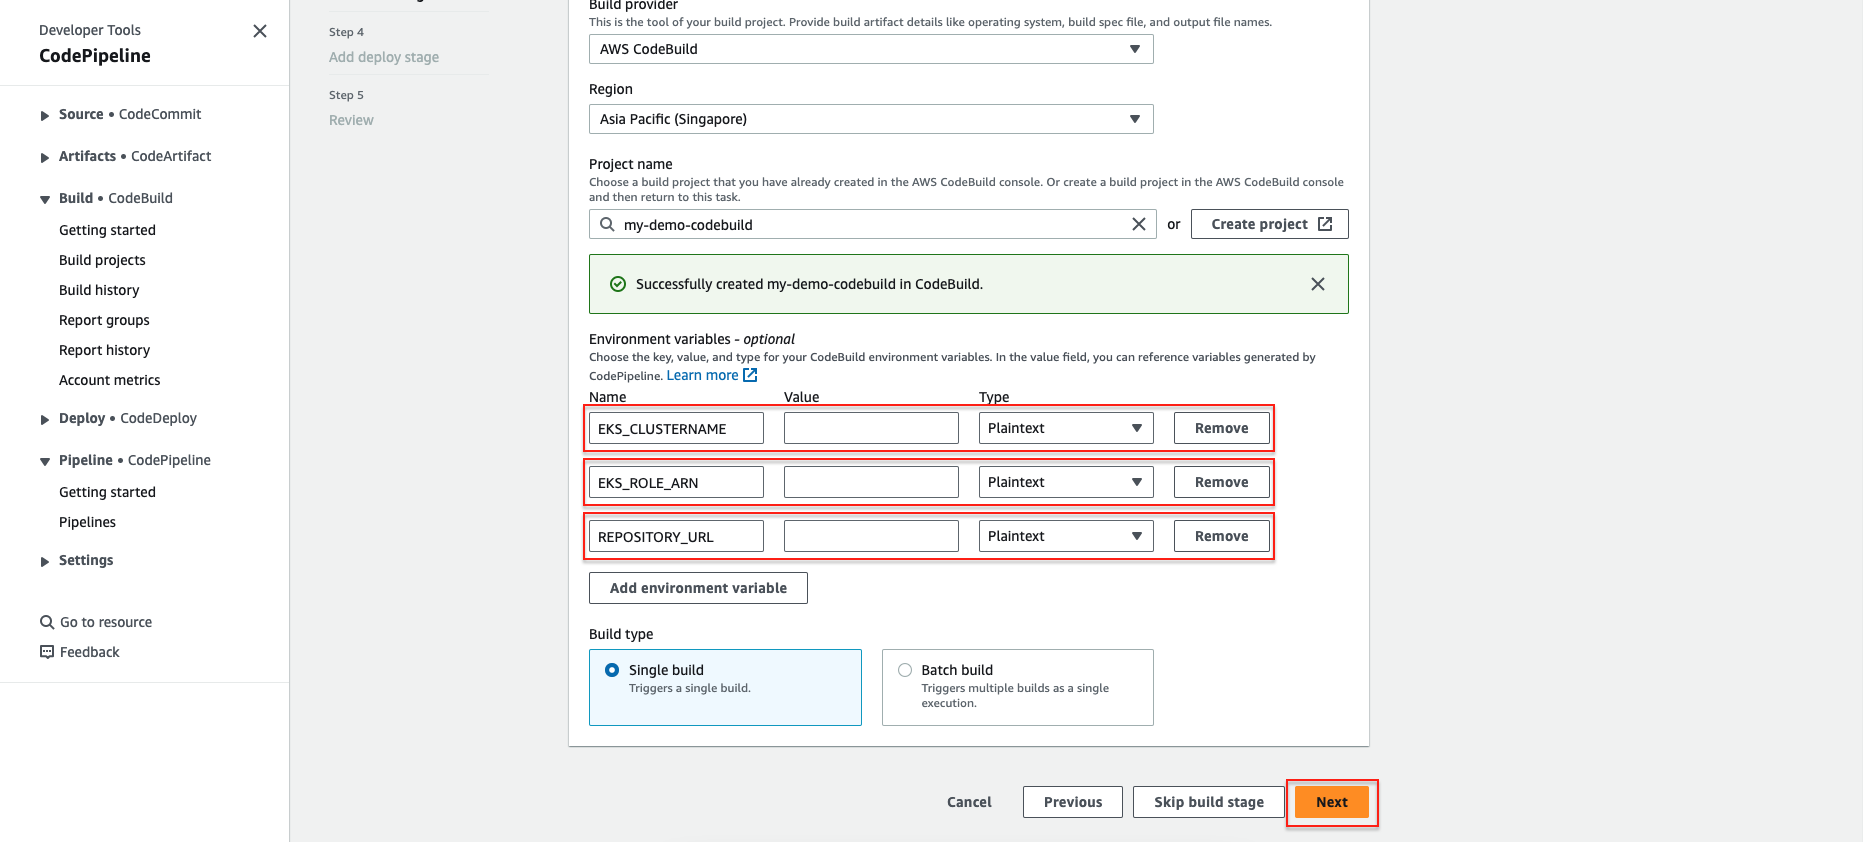 Developer Tools
CodePipeline
Source • CodeCommit
Artifacts • CodeArtifact
Build • CodeBuild
Getting started
Build projects
Build history
Report groups
Report history
Account metrics
Deploy • CodeDeploy
Pipeline • CodePipeline
Getting started
Pipelines
Settings
Go to resource
Feedback
Step 4
Add deploy stage
Step 5
Review
Build provider
This is the tool of your build project. Provide build artifact details like operating system, build spec file, and output file names.
AWS CodeBuild
Region
Asia Pacific (Singapore)
Project name
Choose a build project that you have already created in the AWS CodeBuild console. Or create a build project in the AWS CodeBuild console
and then return to this task.
my-demo-codebuild
or
Create project
Successfully created my-demo-codebuild in CodeBuild.
Environment variables - optional
Choose the key, value, and type for your CodeBuild environment variables. In the value field, you can reference variables generated by
CodePipeline. Learn more
Name Value Type
EKS_CLUSTERNAME Plaintext Remove
EKS_ROLE_ARN Plaintext Remove
REPOSITORY_URL Plaintext Remove
Add environment variable
Build type
Single build
Triggers a single build.
Batch build
Triggers multiple builds as a single
execution.
Cancel Previous Skip build stage Next